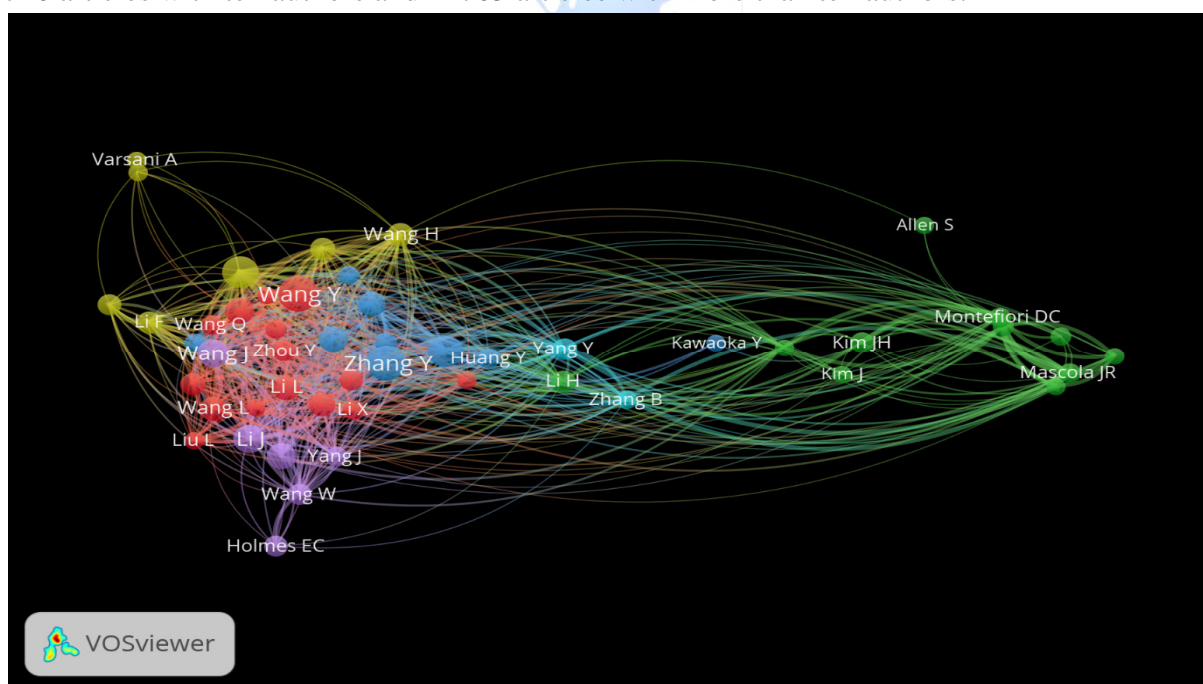 Varsani A
Wang H
Allen S
Wang Y
Li F
Wang Q
Montefiori DC
Wang J
Zhou Y
Zhang Y
Huang Y
Yang Y
Kawaoka Y
Kim JH
Li L
Li H
Kim J
Mascola JR
Wang L
Li X
Zhang B
Liu L
Li J
Yang J
Wang W
Holmes EC
VOSviewer